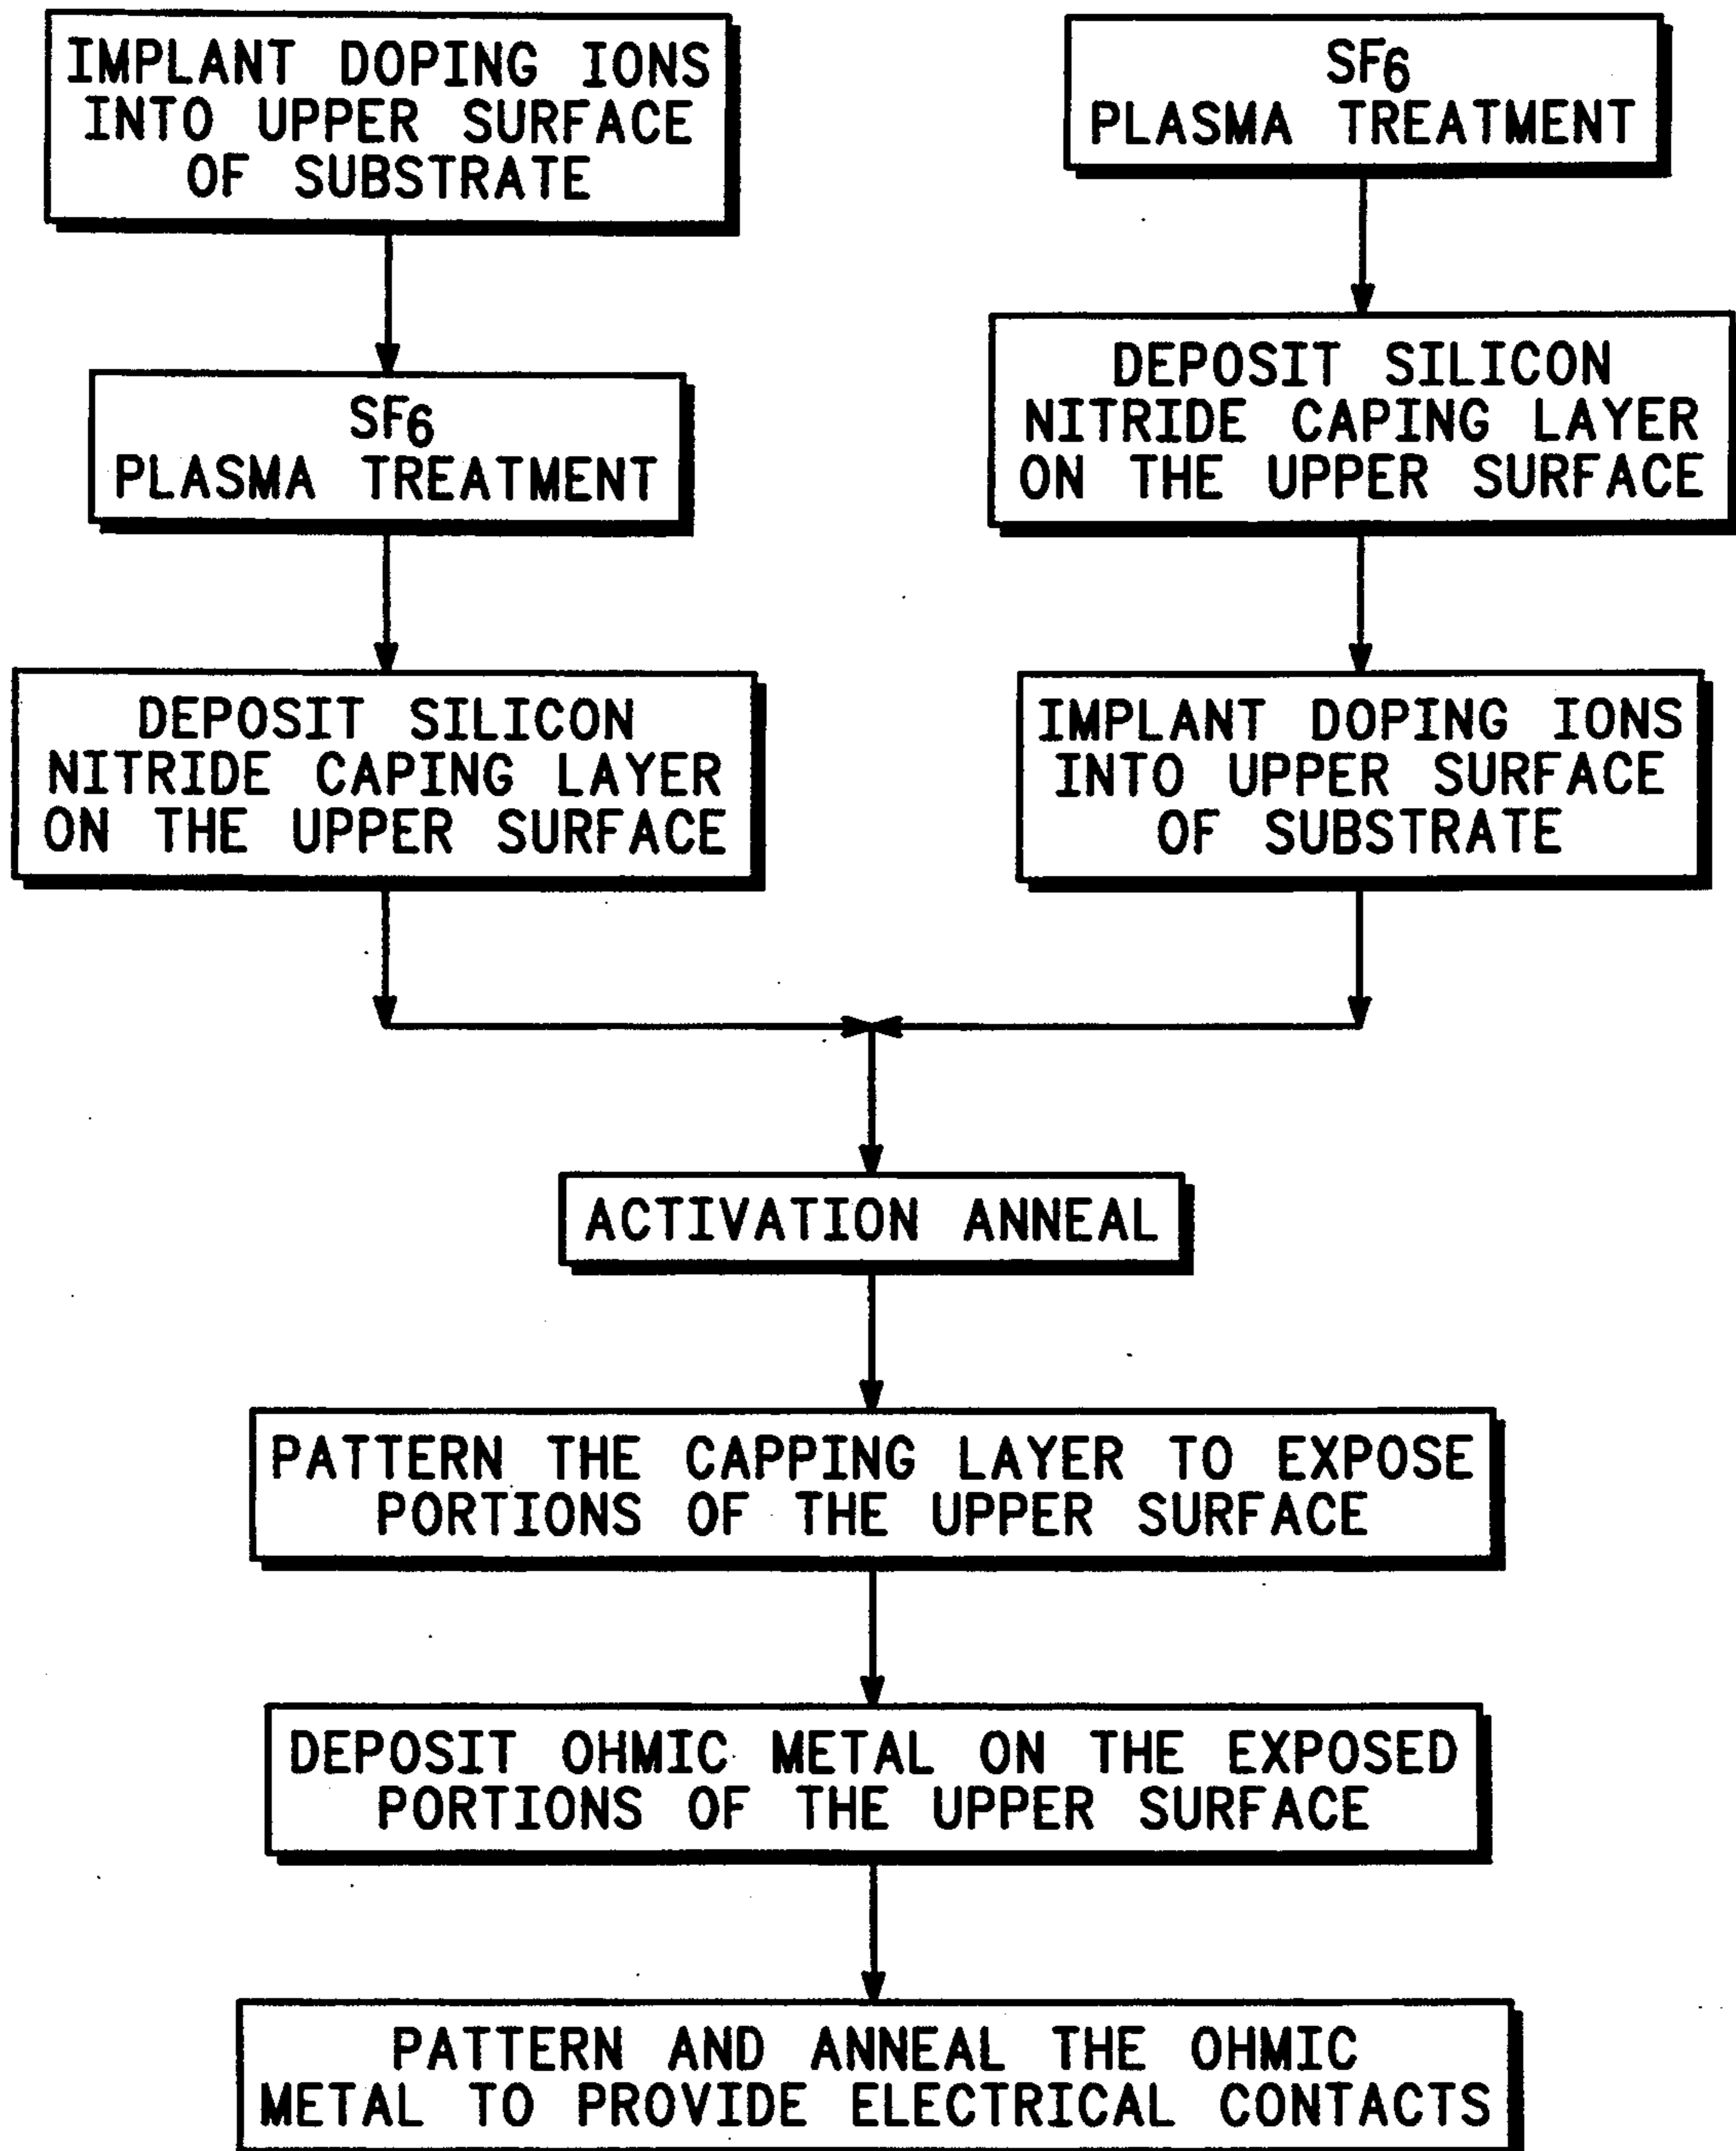 IMPLANT DOPING IONS
INTO UPPER SURFACE
OF SUBSTRATE
SF6
PLASMA TREATMENT
DEPOSIT SILICON
NITRIDE CAPING LAYER
ON THE UPPER SURFACE
SF6
PLASMA TREATMENT
DEPOSIT SILICON
NITRIDE CAPING LAYER
ON THE UPPER SURFACE
IMPLANT DOPING IONS
INTO UPPER SURFACE
OF SUBSTRATE
ACTIVATION ANNEAL
PATTERN THE CAPPING LAYER TO EXPOSE
PORTIONS OF THE UPPER SURFACE
DEPOSIT OHMIC METAL ON THE EXPOSED
PORTIONS OF THE UPPER SURFACE
PATTERN AND ANNEAL THE OHMIC
METAL TO PROVIDE ELECTRICAL CONTACTS